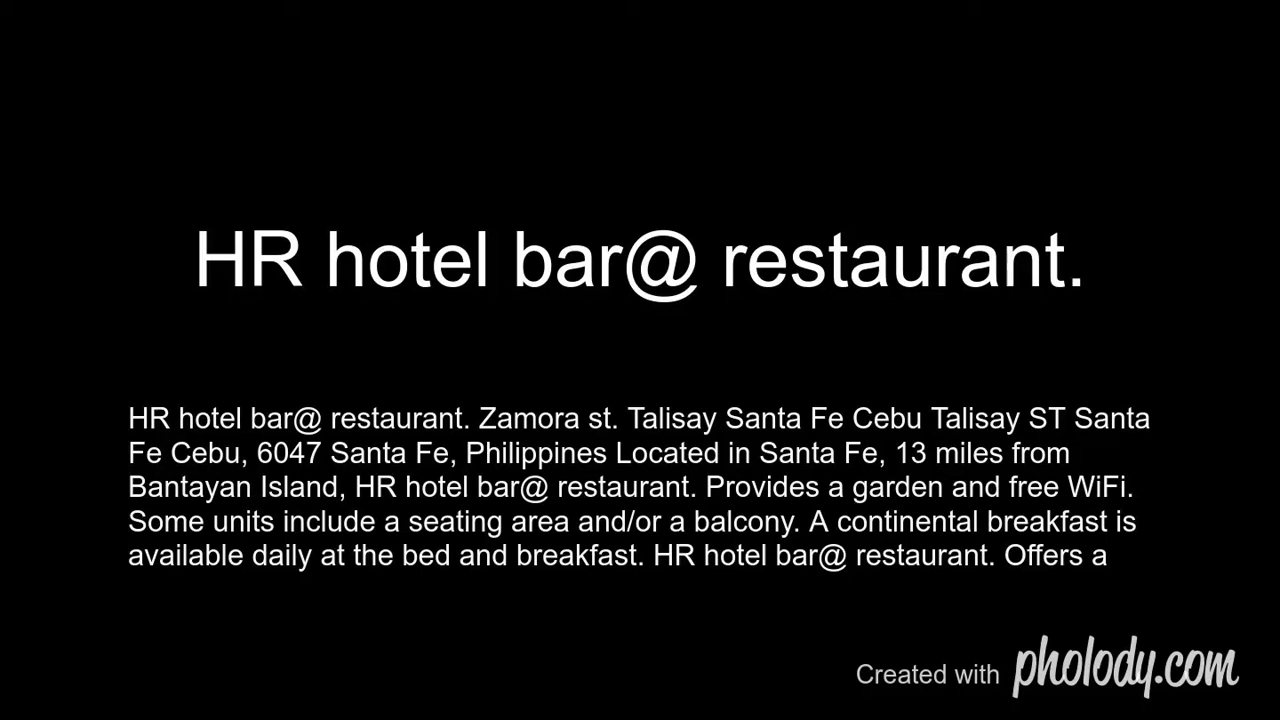 HR hotel bar@ restaurant.
HR hotel bar@ restaurant. Zamora st. Talisay Santa Fe Cebu Talisay ST Santa
Fe Cebu, 6047 Santa Fe, Philippines Located in Santa Fe, 13 miles from
Bantayan Island, HR hotel bar@ restaurant. Provides a garden and free WiFi.
Some units include a seating area and/or a balcony. A continental breakfast is
available daily at the bed and breakfast. HR hotel bar@ restaurant. Offers a
Created with pholody.com